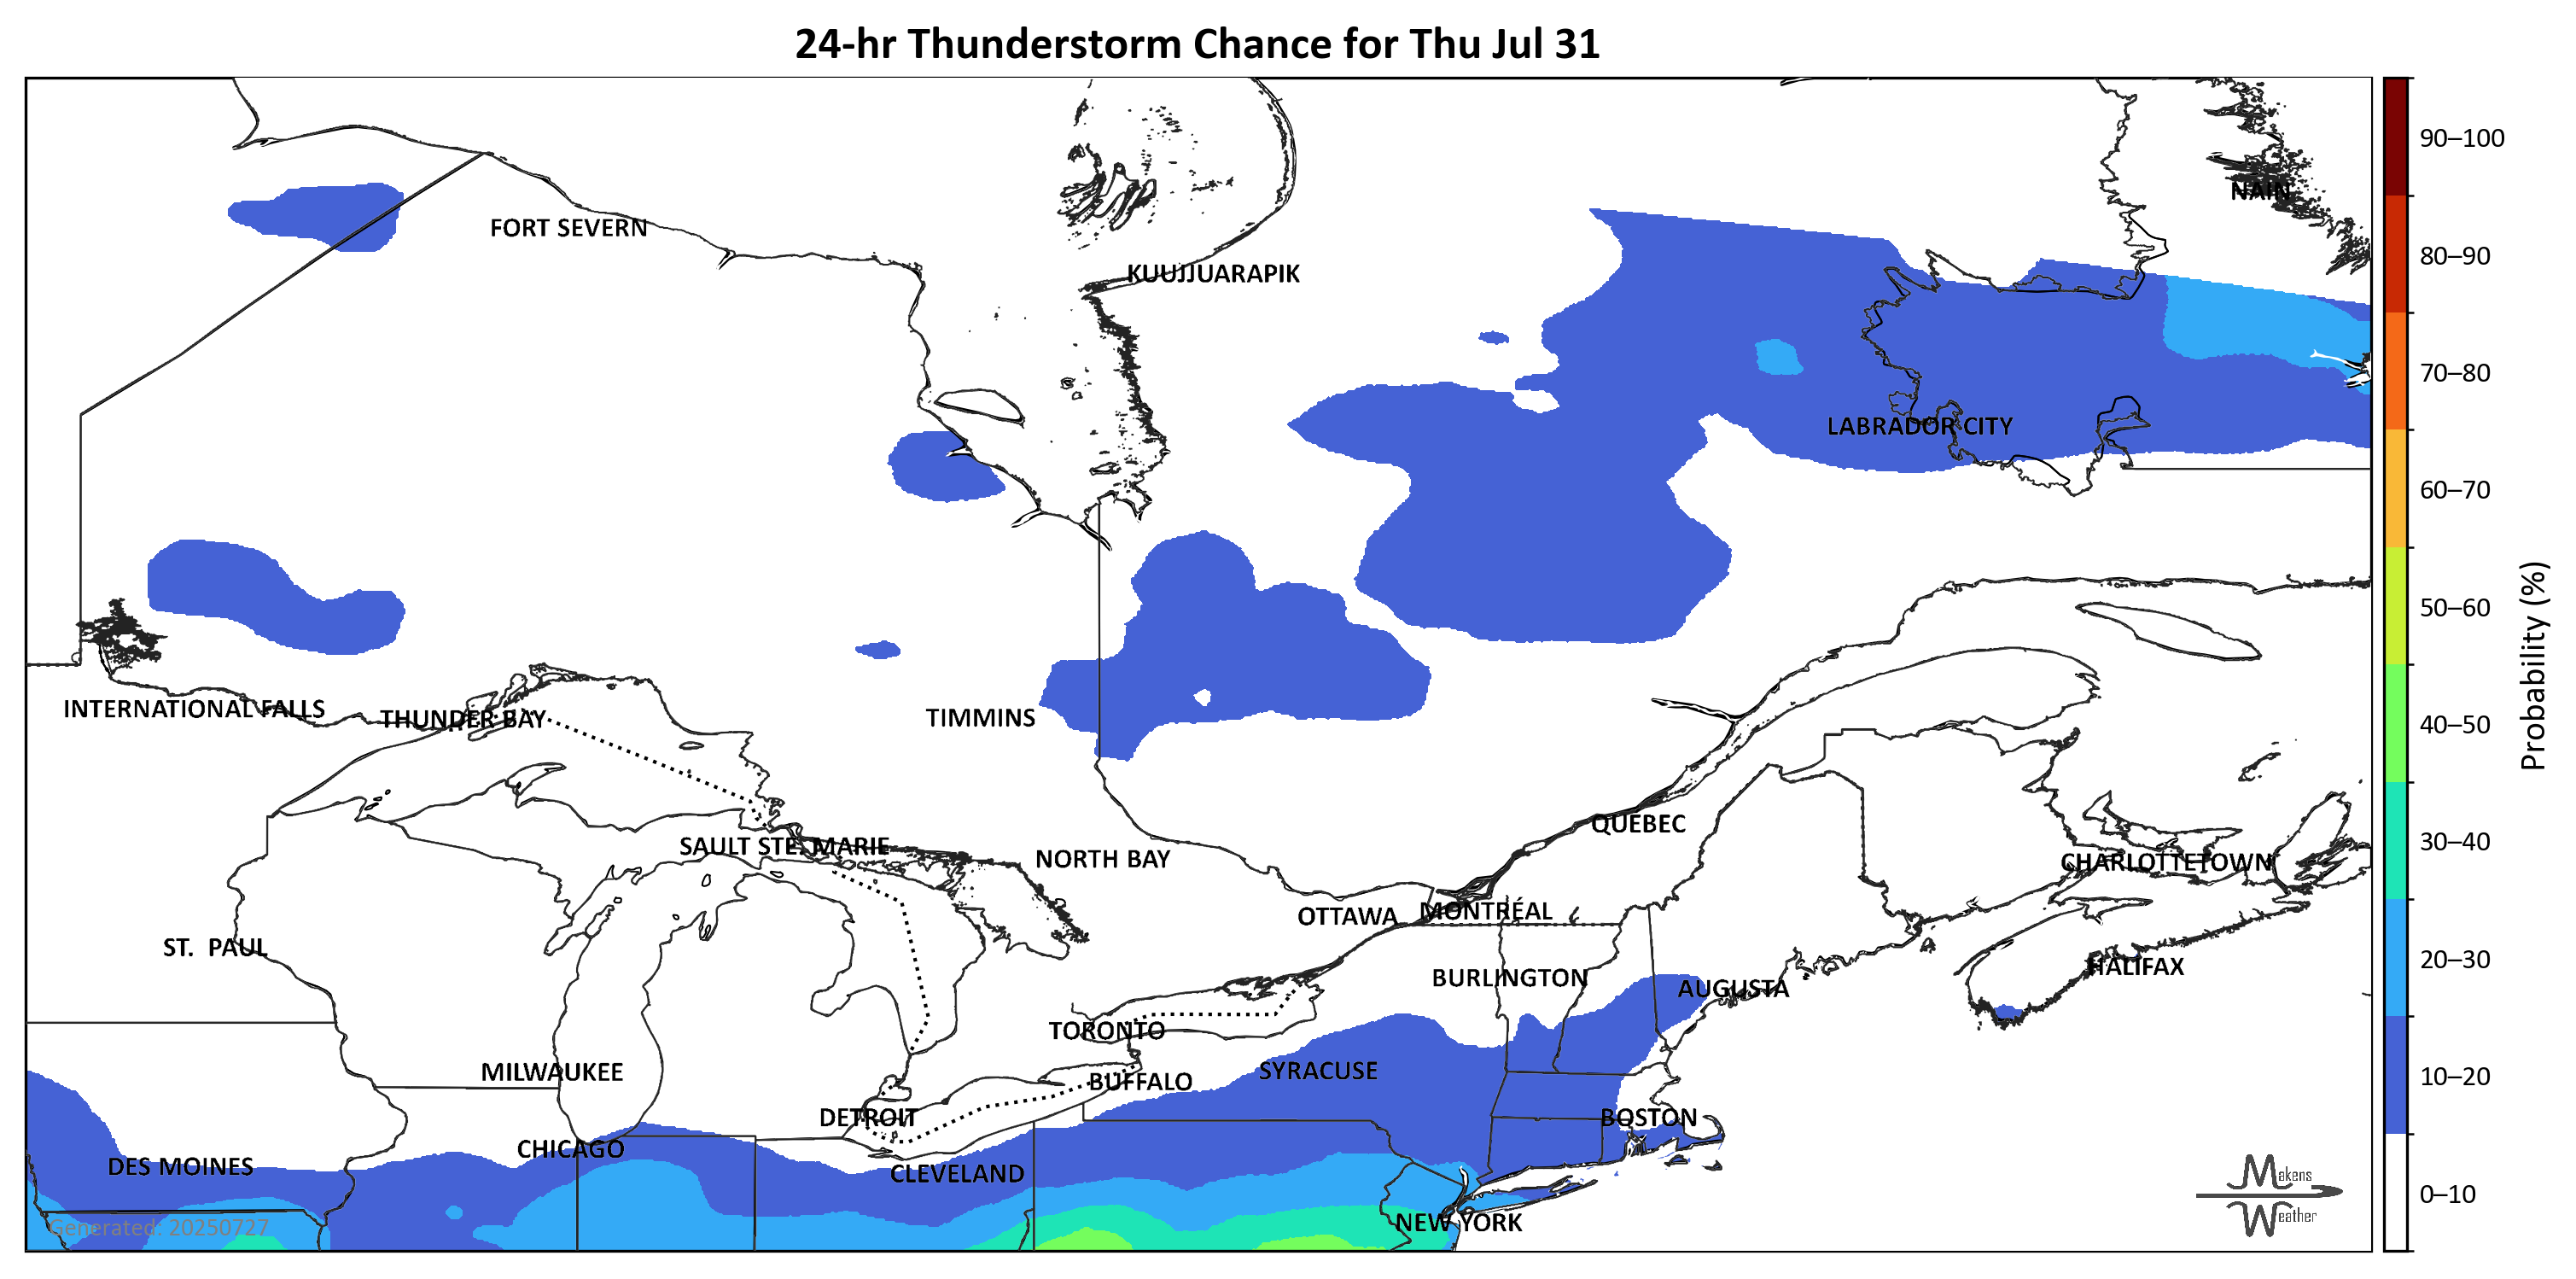 24-hr Thunderstorm Chance for Thu Jul 31
90–100
NAIN
FORT SEVERN
80–90
KUUJJUARAPIK
70–80
LABRADOR CITY
60–70
50–60
Probability (%)
INTERNATIONAL FALLS
THUNDER BAY
TIMMINS
40–50
QUEBEC
SAULT STE. MARIE
NORTH BAY
CHARLOTTETOWN
30–40
OTTAWA
MONTRÉAL
ST. PAUL
BURLINGTON
AUGUSTA
HALIFAX
20–30
TORONTO
MILWAUKEE
BUFFALO
SYRACUSE
10–20
DETROIT
BOSTON
CHICAGO
DES MOINES
CLEVELAND
Makens
Weather
0–10
Generated: 20250727
NEW YORK